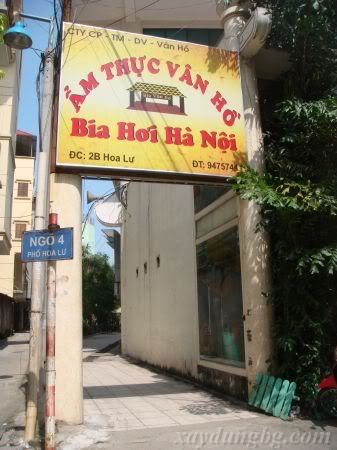 CTY CP - TM - DV - Vân Hồ
ẨM THỰC VÂN HỒ
Bia Hơi Hà Nội
ĐC: 2B Hoa Lư
ĐT: 9475744
NGÕ 4
PHỐ HOA LƯ
xaydungbg.com